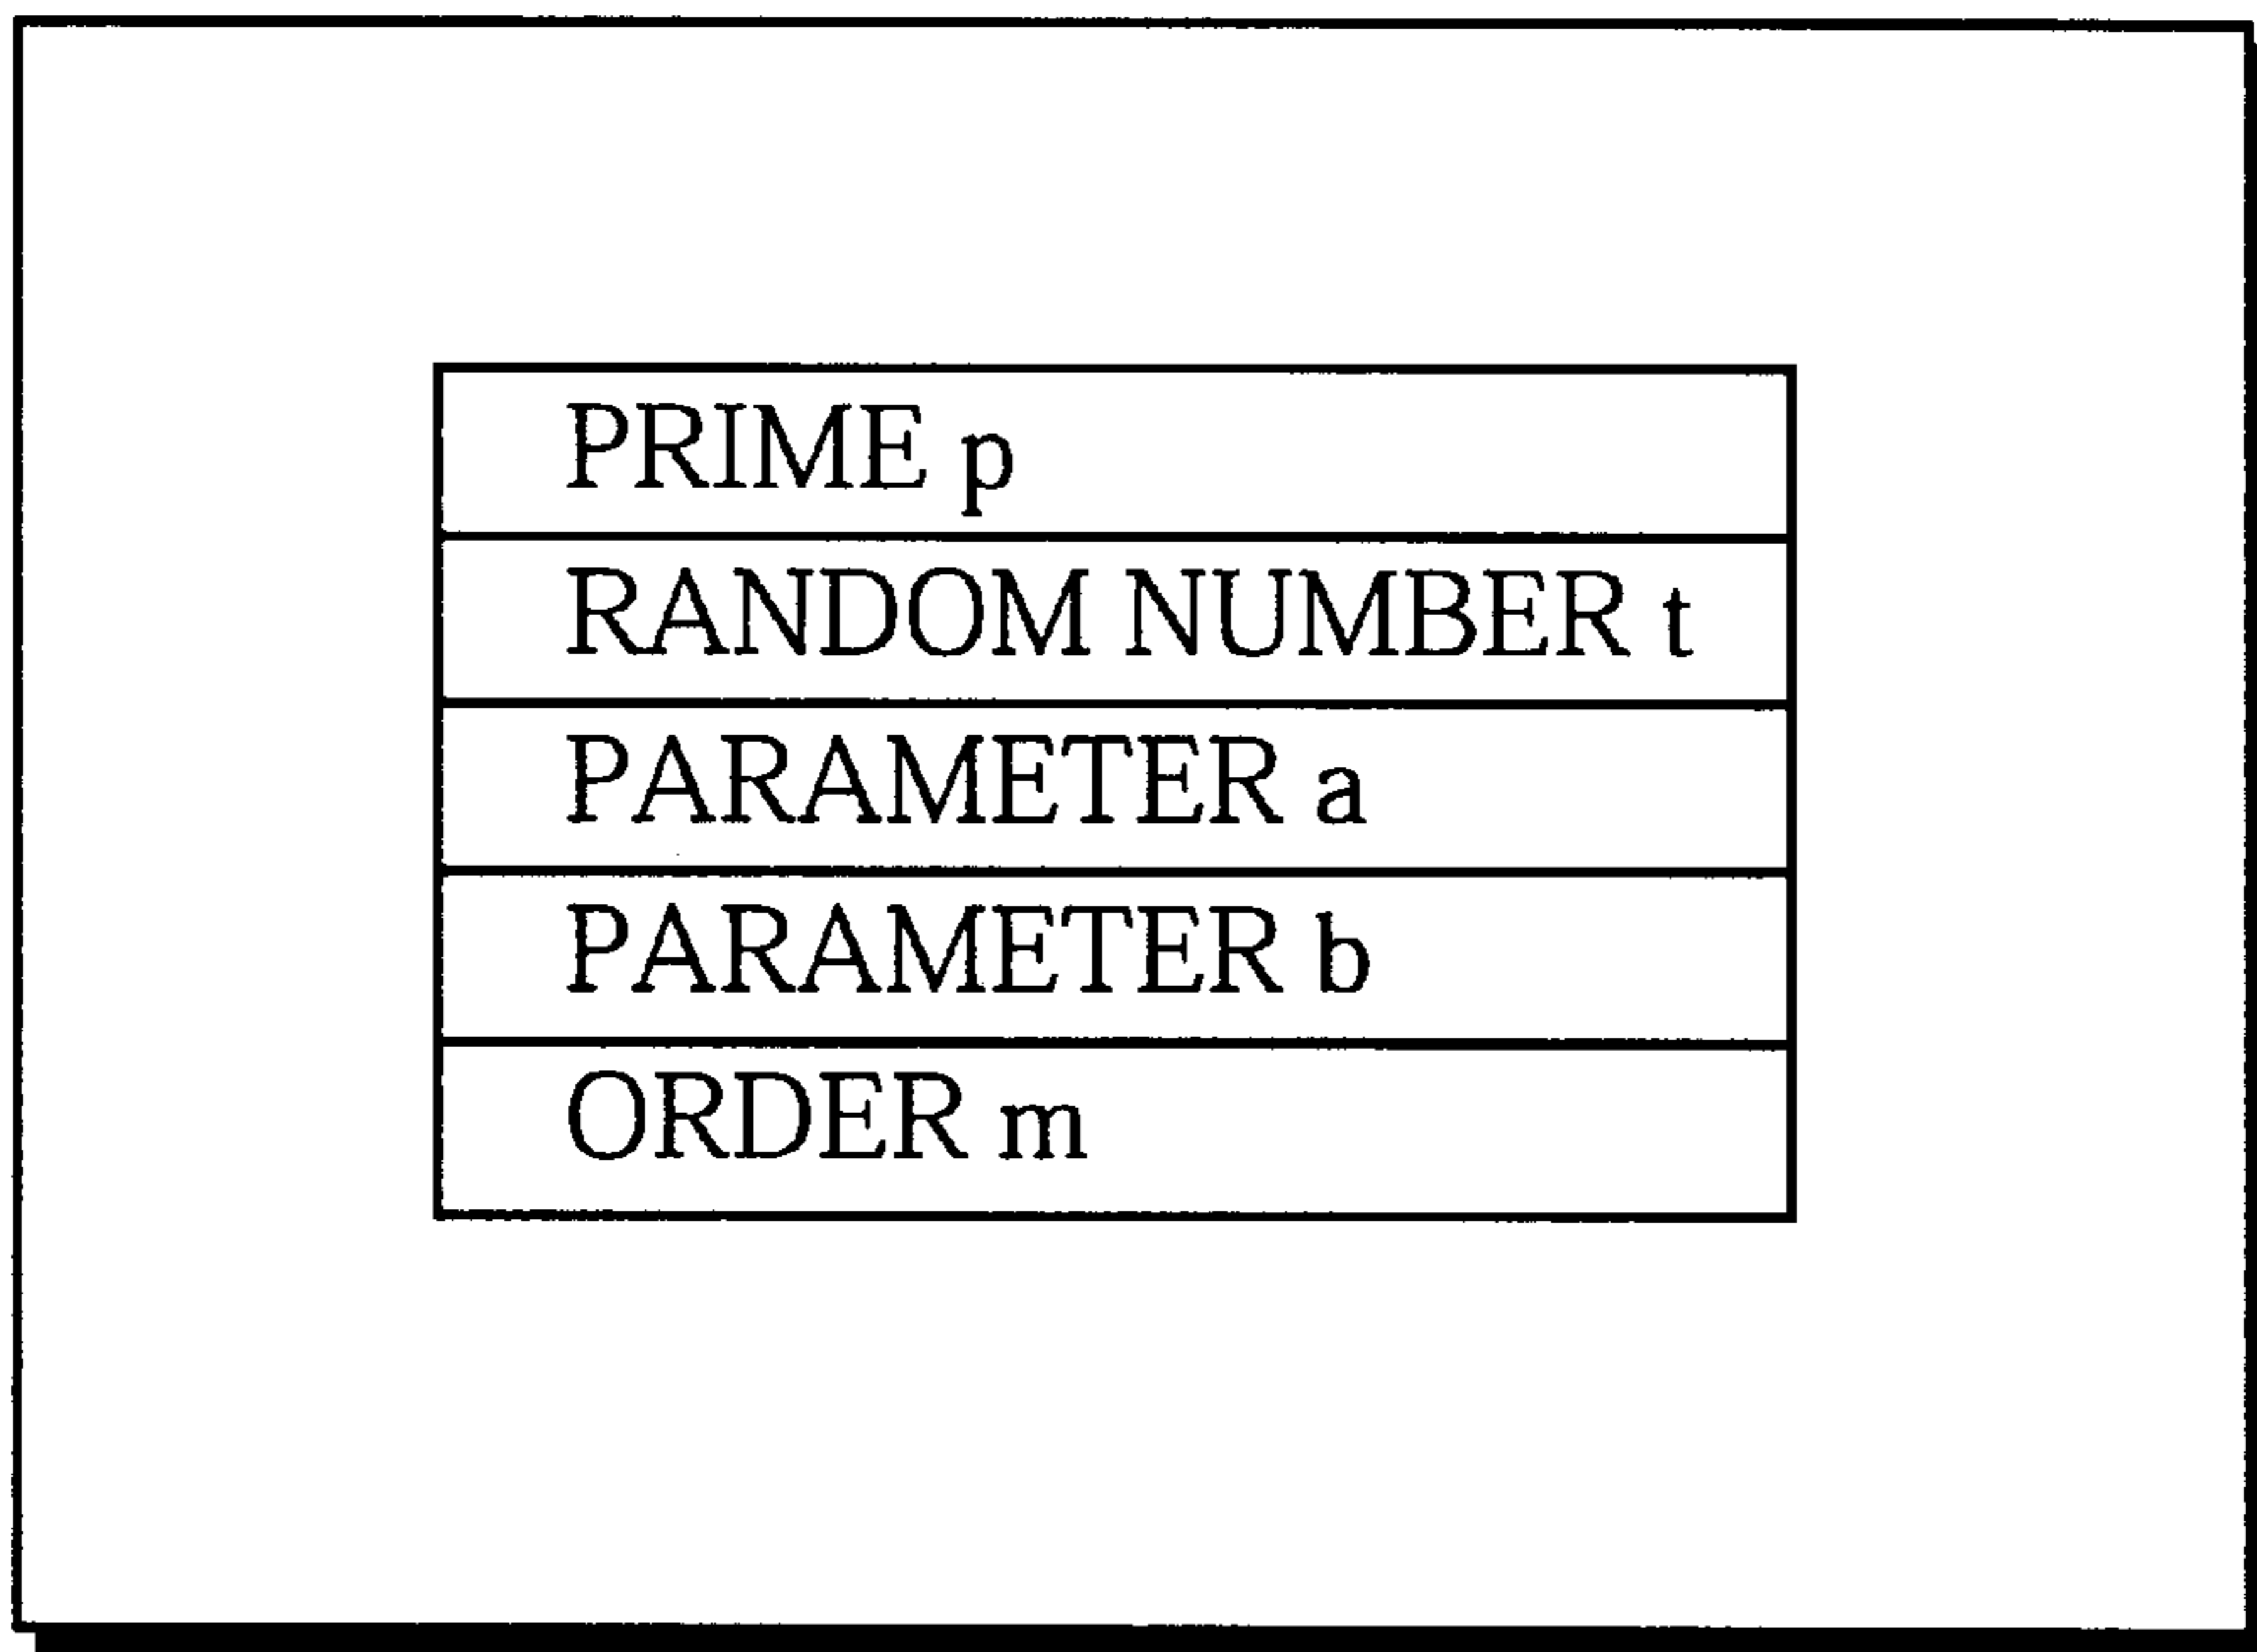 PRIME p
RANDOM NUMBER t
PARAMETER a
PARAMETER b
ORDER m